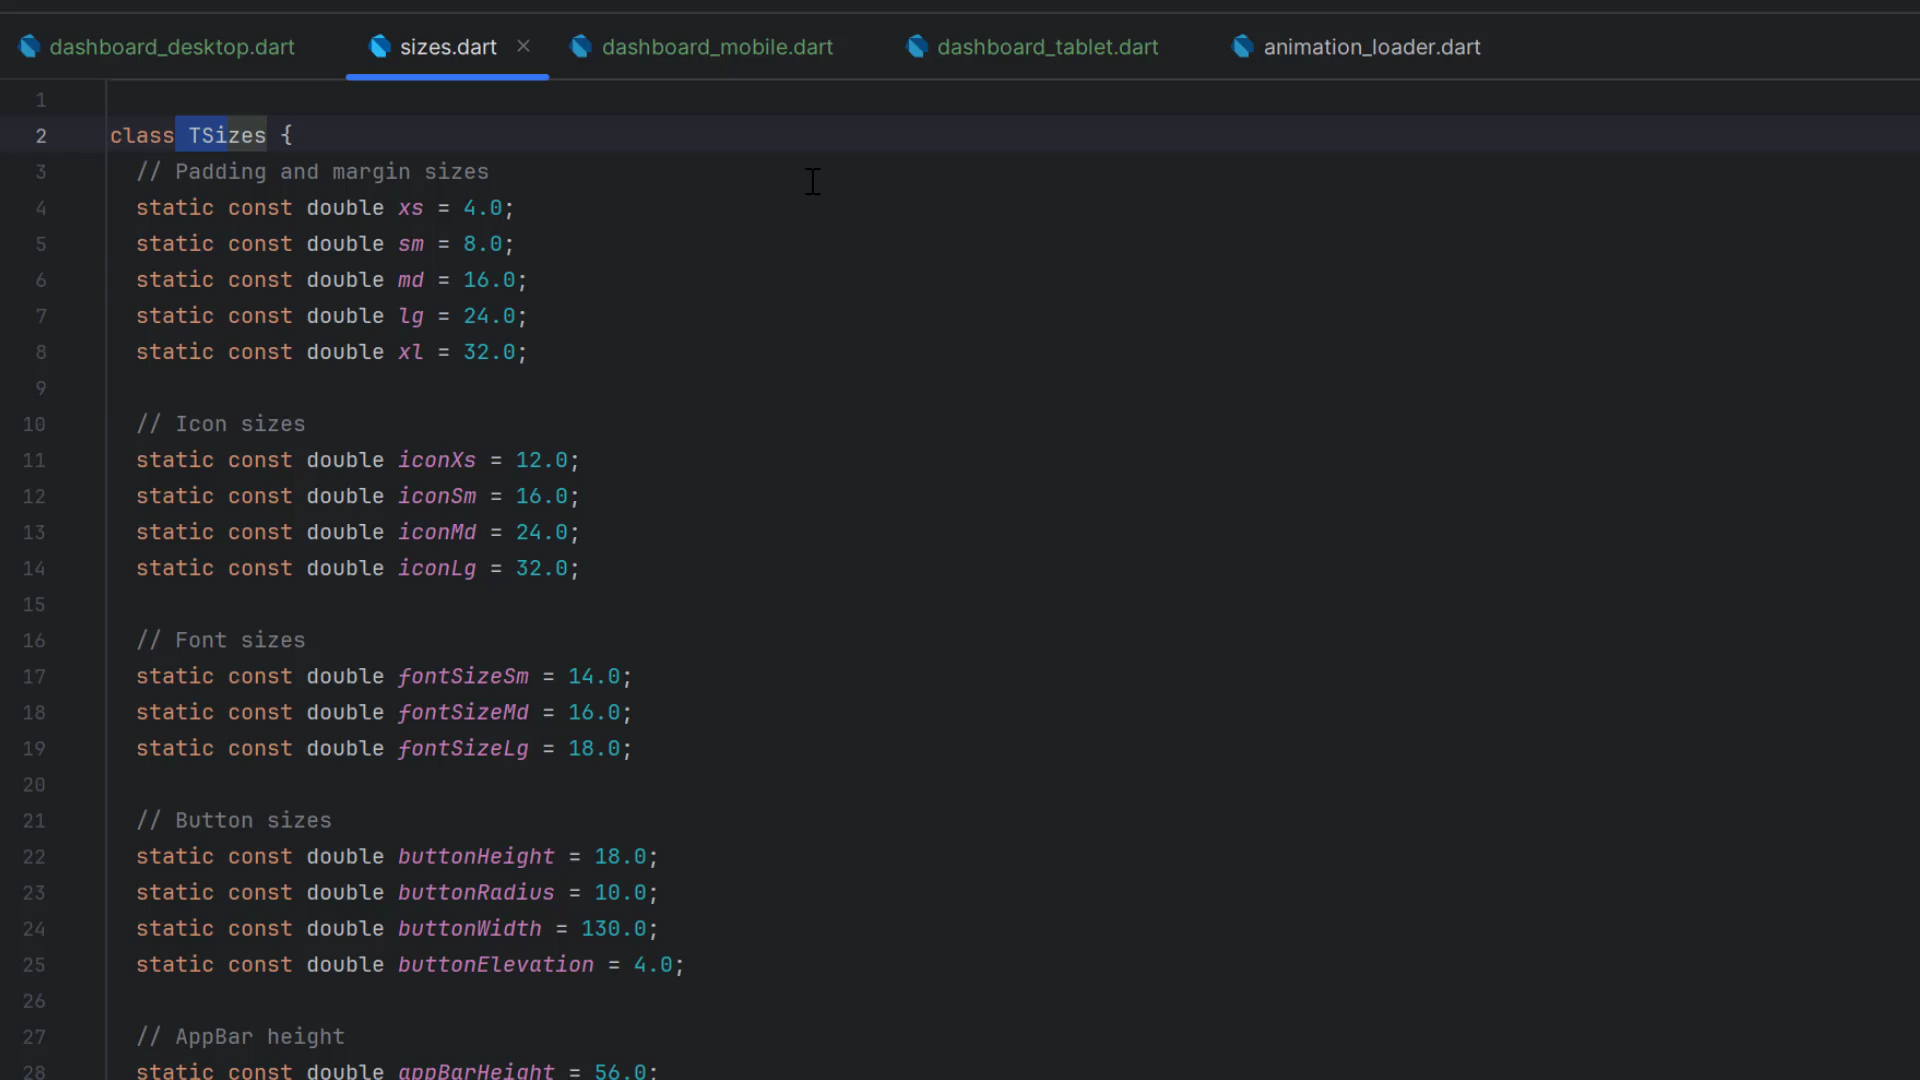 dashboard_desktop.dart sizes.dart dashboard_mobile.dart dashboard_tablet.dart animation_loader.dart
1
2 class TSizes {
3 // Padding and margin sizes
4 static const double xs = 4.0;
5 static const double sm = 8.0;
6 static const double md = 16.0;
7 static const double lg = 24.0;
8 static const double xl = 32.0;
9
10 // Icon sizes
11 static const double iconXs = 12.0;
12 static const double iconSm = 16.0;
13 static const double iconMd = 24.0;
14 static const double iconLg = 32.0;
15
16 // Font sizes
17 static const double fontSizeSm = 14.0;
18 static const double fontSizeMd = 16.0;
19 static const double fontSizeLg = 18.0;
20
21 // Button sizes
22 static const double buttonHeight = 18.0;
23 static const double buttonRadius = 10.0;
24 static const double buttonWidth = 130.0;
25 static const double buttonElevation = 4.0;
26
27 // AppBar height
28 static const double appBarHeight = 56.0;